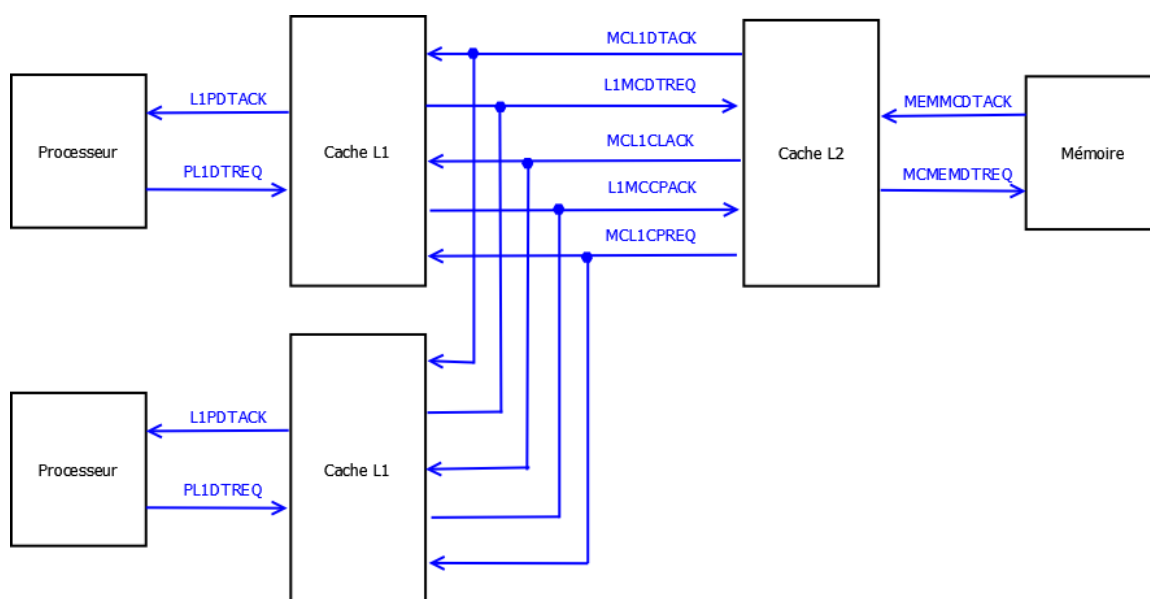 MCL1DTACK
L1MCDTREQ
L1PDTACK
MEMMCDTACK
Processeur
Cache L1
MCL1CLACK
Cache L2
Mémoire
PL1DTREQ
L1MCCPACK
MCMEMDTREQ
MCL1CPREQ
L1PDTACK
Processeur
Cache L1
PL1DTREQ